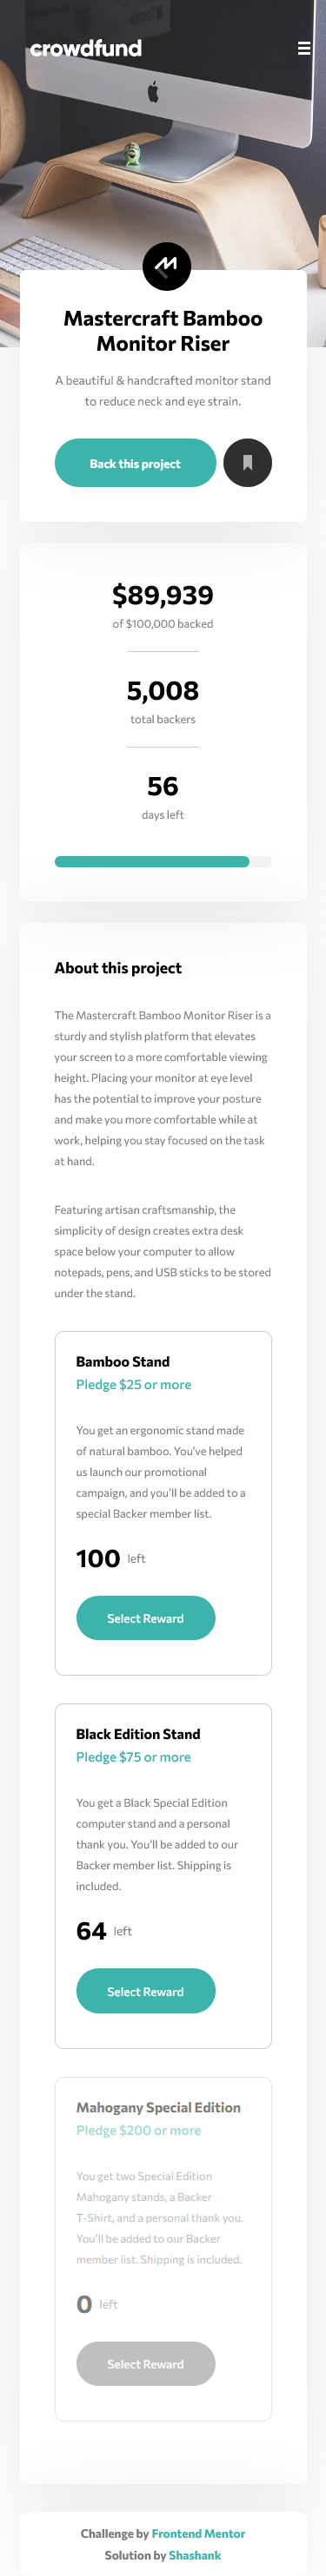 crowdfund
Mastercraft Bamboo
Monitor Riser
A beautiful & handcrafted monitor stand
to reduce neck and eye strain.
Back this project
$89,939
of $100,000 backed
5,008
total backers
56
days left
About this project
The Mastercraft Bamboo Monitor Riser is a
sturdy and stylish platform that elevates
your screen to a more comfortable viewing
height. Placing your monitor at eye level
has the potential to improve your posture
and make you more comfortable while at
work, helping you stay focused on the task
at hand.
Featuring artisan craftsmanship, the
simplicity of design creates extra desk
space below your computer to allow
notepads, pens, and USB sticks to be stored
under the stand.
Bamboo Stand
Pledge $25 or more
You get an ergonomic stand made
of natural bamboo. You've helped
us launch our promotional
campaign, and you'll be added to a
special Backer member list.
100 left
Select Reward
Black Edition Stand
Pledge $75 or more
You get a Black Special Edition
computer stand and a personal
thank you. You'll be added to our
Backer member list. Shipping is
included.
64 left
Select Reward
Mahogany Special Edition
Pledge $200 or more
You get two Special Edition
Mahogany stands, a Backer
T-Shirt, and a personal thank you.
You'll be added to our Backer
member list. Shipping is included.
0 left
Select Reward
Challenge by Frontend Mentor
Solution by Shashank